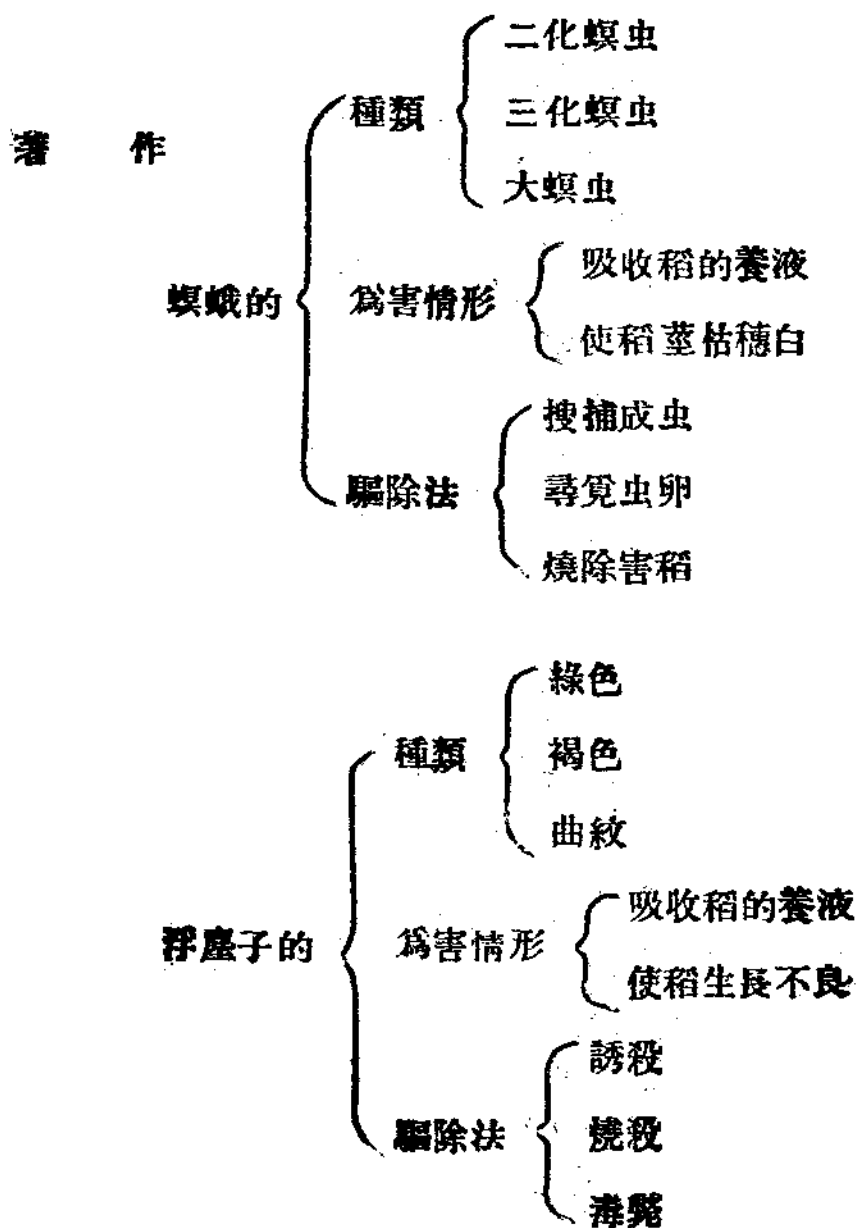 著作
螟蛾的
種類
二化螟虫
三化螟虫
大螟虫
爲害情形
吸收稻的養液
使稻莖枯穗白
驅除法
搜捕成虫
尋覓虫卵
燒除害稻
浮塵子的
種類
綠色
褐色
曲紋
爲害情形
吸收稻的養液
使稻生長不良
驅除法
誘殺
燒殺
毒斃